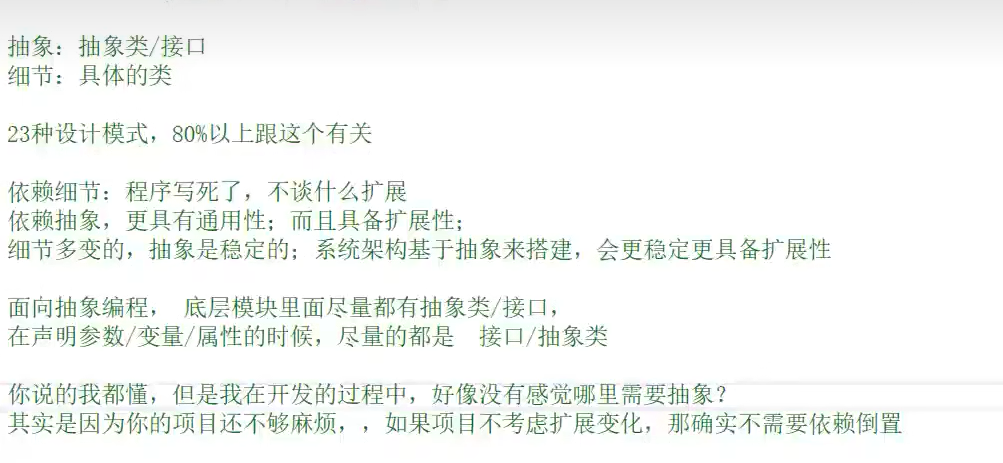 抽象：抽象类/接口
细节：具体的类
23种设计模式，80%以上跟这个有关
依赖细节：程序写死了，不谈什么扩展
依赖抽象，更具有通用性；而且具备扩展性；
细节多变的，抽象是稳定的；系统架构基于抽象来搭建，会更稳定更具备扩展性
面向抽象编程， 底层模块里面尽量都有抽象类/接口，
在声明参数/变量/属性的时候，尽量的都是 接口/抽象类
你说的我都懂，但是我在开发的过程中，好像没有感觉哪里需要抽象？
其实是因为你的项目还不够麻烦，，如果项目不考虑扩展变化，那确实不需要依赖倒置